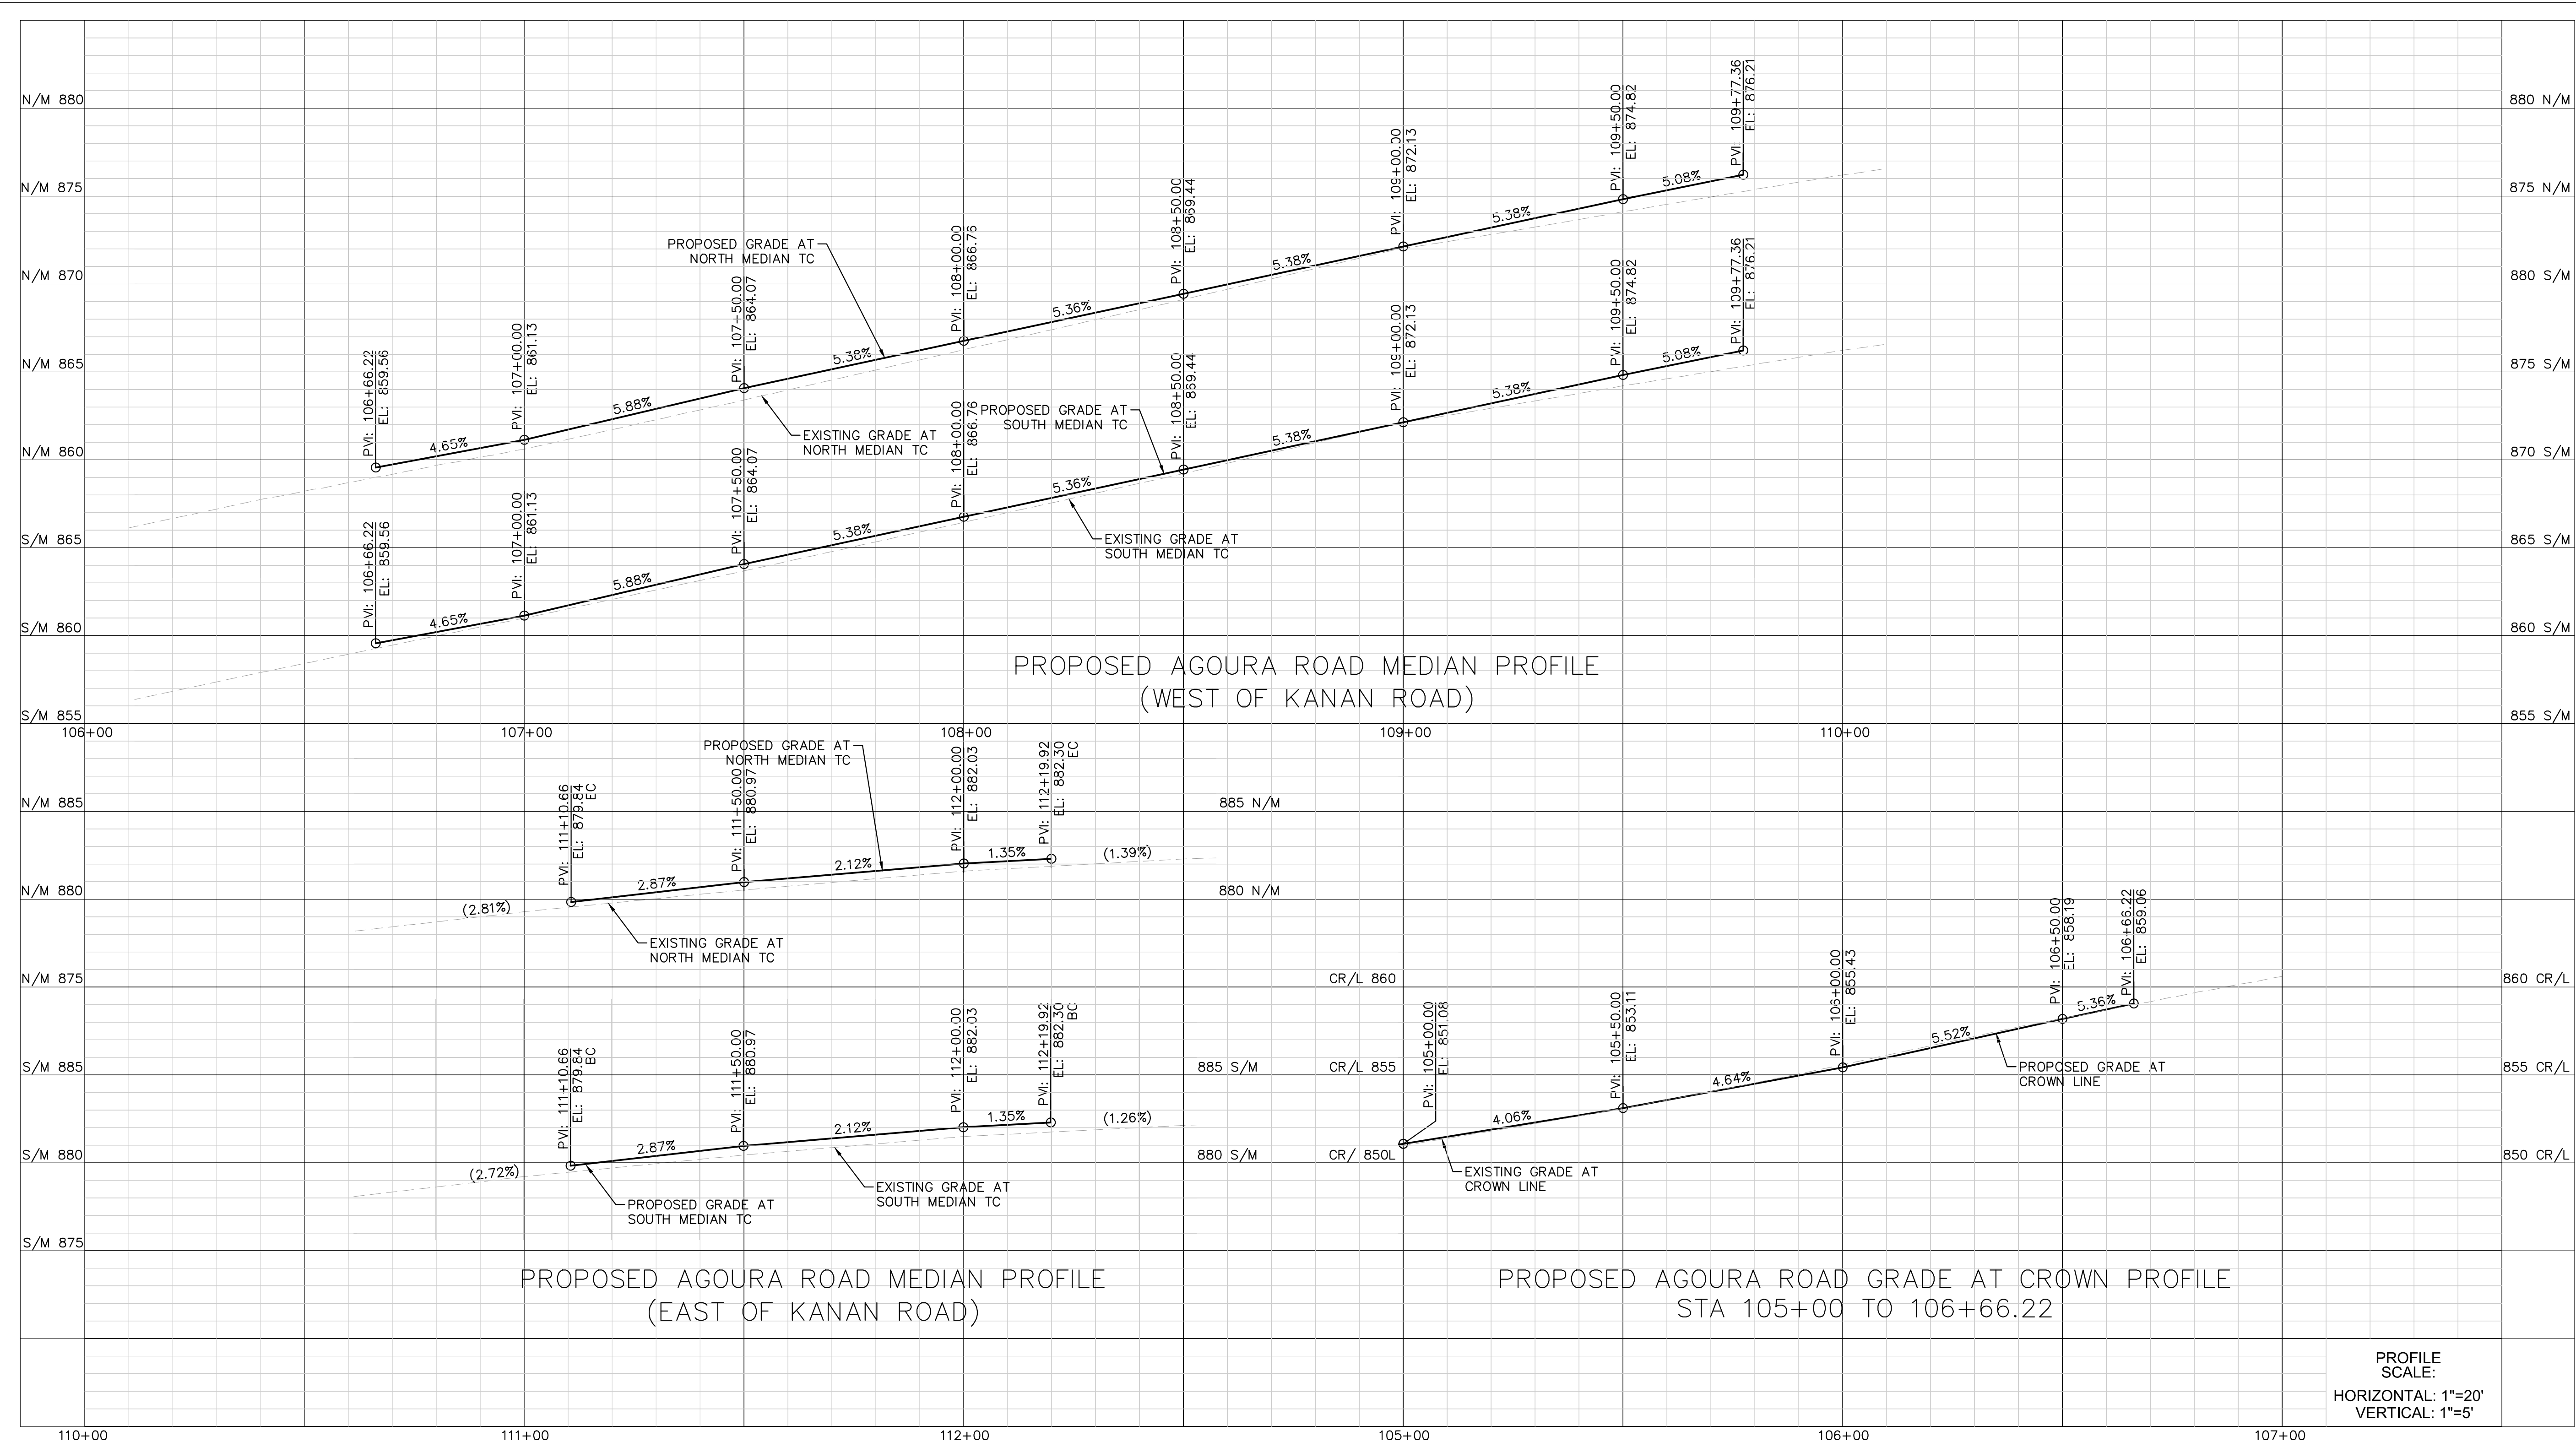 N/M 880
N/M 875
N/M 870
N/M 865
N/M 860
S/M 865
S/M 860
S/M 855
880 N/M
875 N/M
880 S/M
875 S/M
870 S/M
865 S/M
860 S/M
855 S/M
PVI: 106+66.22
EL: 859.56
4.65%
PVI: 107+00.00
EL: 861.13
5.88%
PVI: 107+50.00
EL: 864.07
5.38%
PVI: 108+00.00
EL: 866.76
5.36%
PVI: 108+50.00
EL: 869.44
5.38%
PVI: 109+00.00
EL: 872.13
5.38%
PVI: 109+50.00
EL: 874.82
5.08%
PVI: 109+77.36
EL: 876.21
PROPOSED GRADE AT
NORTH MEDIAN TC
EXISTING GRADE AT
NORTH MEDIAN TC
PVI: 106+66.22
EL: 859.56
4.65%
PVI: 107+00.00
EL: 861.13
5.88%
PVI: 107+50.00
EL: 864.07
5.38%
PVI: 108+00.00
EL: 866.76
5.36%
PVI: 108+50.00
EL: 869.44
5.38%
PVI: 109+00.00
EL: 872.13
5.38%
PVI: 109+50.00
EL: 874.82
5.08%
PVI: 109+77.36
EL: 876.21
PROPOSED GRADE AT
SOUTH MEDIAN TC
EXISTING GRADE AT
SOUTH MEDIAN TC
PROPOSED AGOURA ROAD MEDIAN PROFILE
(WEST OF KANAN ROAD)
106+00
107+00
108+00
109+00
110+00
N/M 885
N/M 880
N/M 875
S/M 885
S/M 880
S/M 875
885 N/M
880 N/M
885 S/M
880 S/M
PROPOSED GRADE AT
NORTH MEDIAN TC
(2.81%)
PVI: 111+10.66
EL: 879.84
EC
2.87%
PVI: 111+50.00
EL: 880.97
2.12%
PVI: 112+00.00
EL: 882.03
1.35%
PVI: 112+19.92
EL: 882.30
EC
(1.39%)
EXISTING GRADE AT
NORTH MEDIAN TC
(2.72%)
PVI: 111+10.66
EL: 879.84
BC
2.87%
PVI: 111+50.00
EL: 880.97
2.12%
PVI: 112+00.00
EL: 882.03
1.35%
PVI: 112+19.92
EL: 882.30
BC
(1.26%)
PROPOSED GRADE AT
SOUTH MEDIAN TC
EXISTING GRADE AT
SOUTH MEDIAN TC
PROPOSED AGOURA ROAD MEDIAN PROFILE
(EAST OF KANAN ROAD)
CR/L 860
CR/L 855
CR/ 850L
860 CR/L
855 CR/L
850 CR/L
PVI: 105+00.00
EL: 851.08
4.06%
PVI: 105+50.00
EL: 853.11
4.64%
PVI: 106+00.00
EL: 855.43
5.52%
PVI: 106+50.00
EL: 858.19
5.36%
PVI: 106+66.22
EL: 859.06
PROPOSED GRADE AT
CROWN LINE
EXISTING GRADE AT
CROWN LINE
PROPOSED AGOURA ROAD GRADE AT CROWN PROFILE
STA 105+00 TO 106+66.22
PROFILE
SCALE:
HORIZONTAL: 1"=20'
VERTICAL: 1"=5'
110+00
111+00
112+00
105+00
106+00
107+00